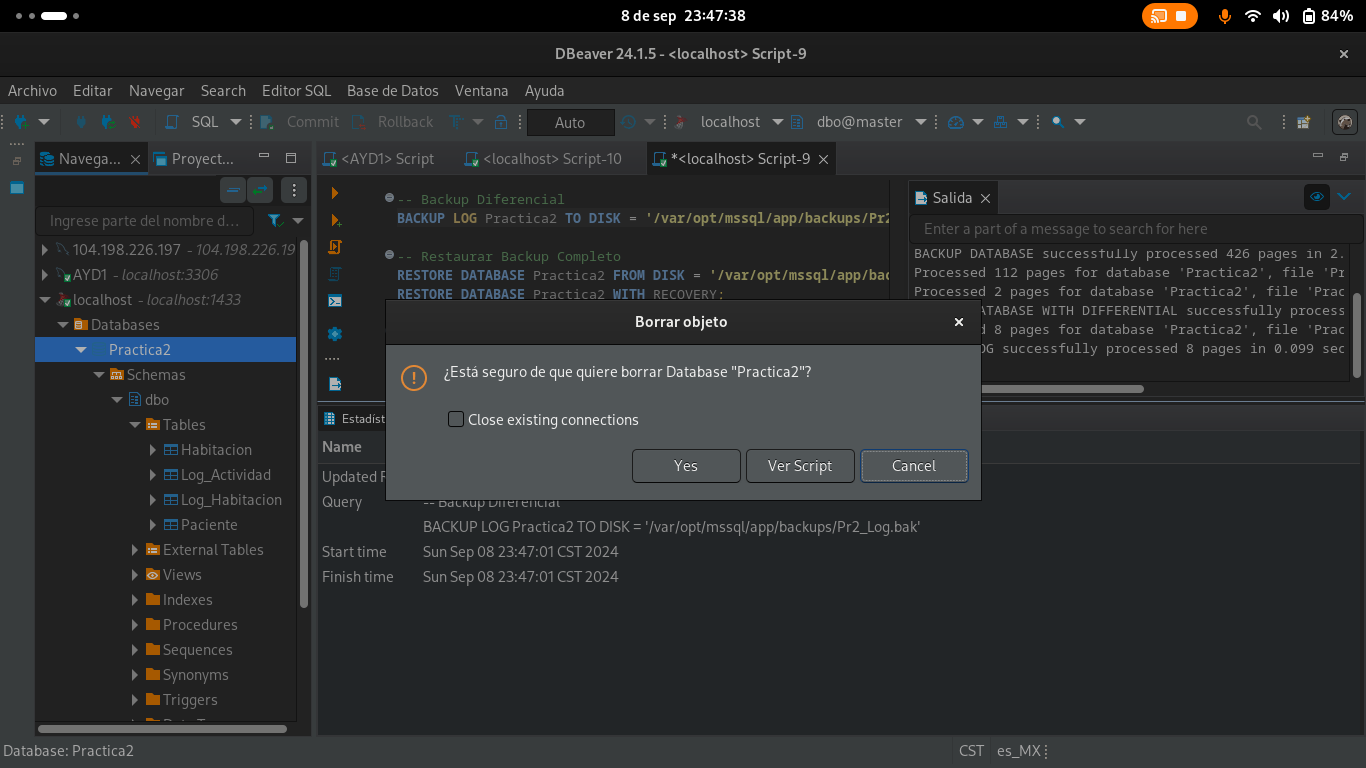 8 de sep 23:47:38
84%
DBeaver 24.1.5 - <localhost> Script-9
Archivo Editar Navegar Search Editor SQL Base de Datos Ventana Ayuda
SQL Commit Rollback Auto localhost dbo@master
Navega... Proyect...
<AYD1> Script <localhost> Script-10 *<localhost> Script-9
Ingrese parte del nombre d...
104.198.226.197 - 104.198.226.19
AYD1 - localhost:3306
localhost - localhost:1433
Databases
Practica2
Schemas
dbo
Tables
Habitacion
Log_Actividad
Log_Habitacion
Paciente
External Tables
Views
Indexes
Procedures
Sequences
Synonyms
Triggers
-- Backup Diferencial
BACKUP LOG Practica2 TO DISK = '/var/opt/mssql/app/backups/Pr2
-- Restaurar Backup Completo
RESTORE DATABASE Practica2 FROM DISK = '/var/opt/mssql/app/bac
RESTORE DATABASE Practica2 WITH RECOVERY;
Salida
Enter a part of a message to search for here
BACKUP DATABASE successfully processed 426 pages in 2.
Processed 112 pages for database 'Practica2', file 'Pr
Processed 2 pages for database 'Practica2', file 'Prac
ATABASE WITH DIFFERENTIAL successfully process
d 8 pages for database 'Practica2', file 'Prac
OG successfully processed 8 pages in 0.099 sec
Borrar objeto
¿Está seguro de que quiere borrar Database "Practica2"?
Close existing connections
Yes Ver Script Cancel
Estadíst
Name
Updated R
Query -- Backup Diferencial
BACKUP LOG Practica2 TO DISK = '/var/opt/mssql/app/backups/Pr2_Log.bak'
Start time Sun Sep 08 23:47:01 CST 2024
Finish time Sun Sep 08 23:47:01 CST 2024
Database: Practica2
CST es_MX